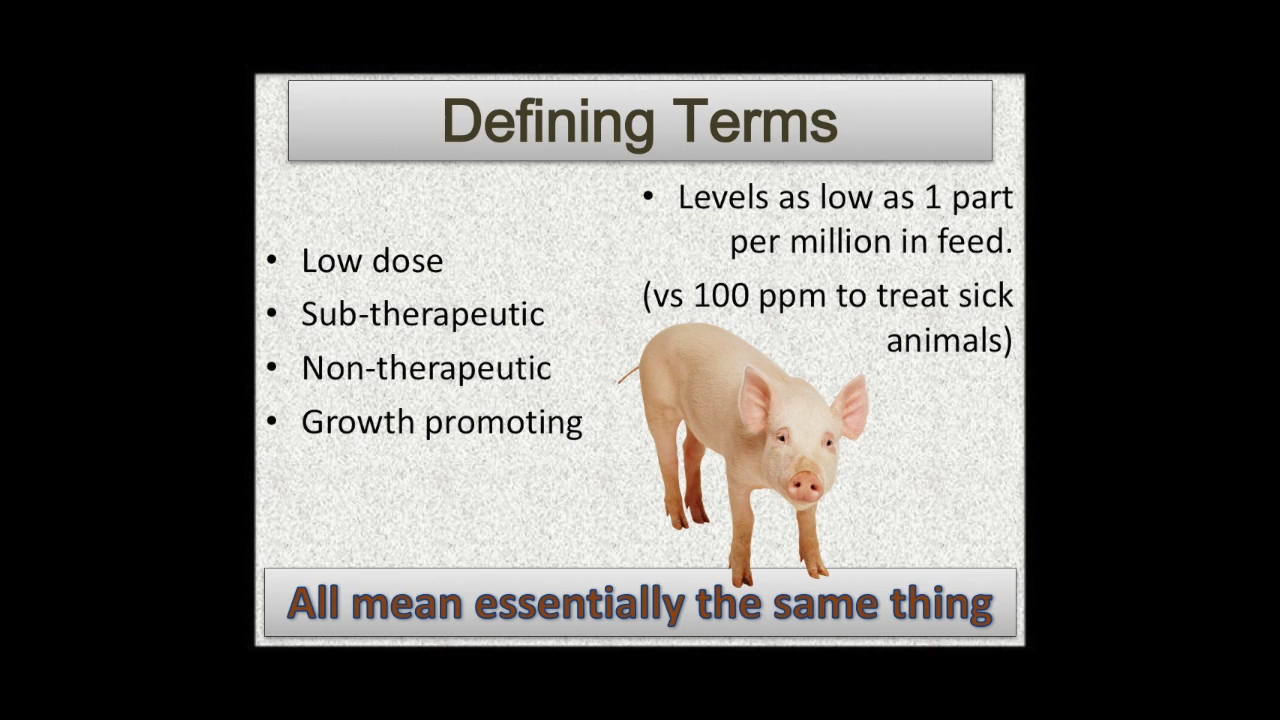 Defining Terms
• Low dose
• Sub-therapeutic
• Non-therapeutic
• Growth promoting
• Levels as low as 1 part
per million in feed.
(vs 100 ppm to treat sick
animals)
All mean essentially the same thing